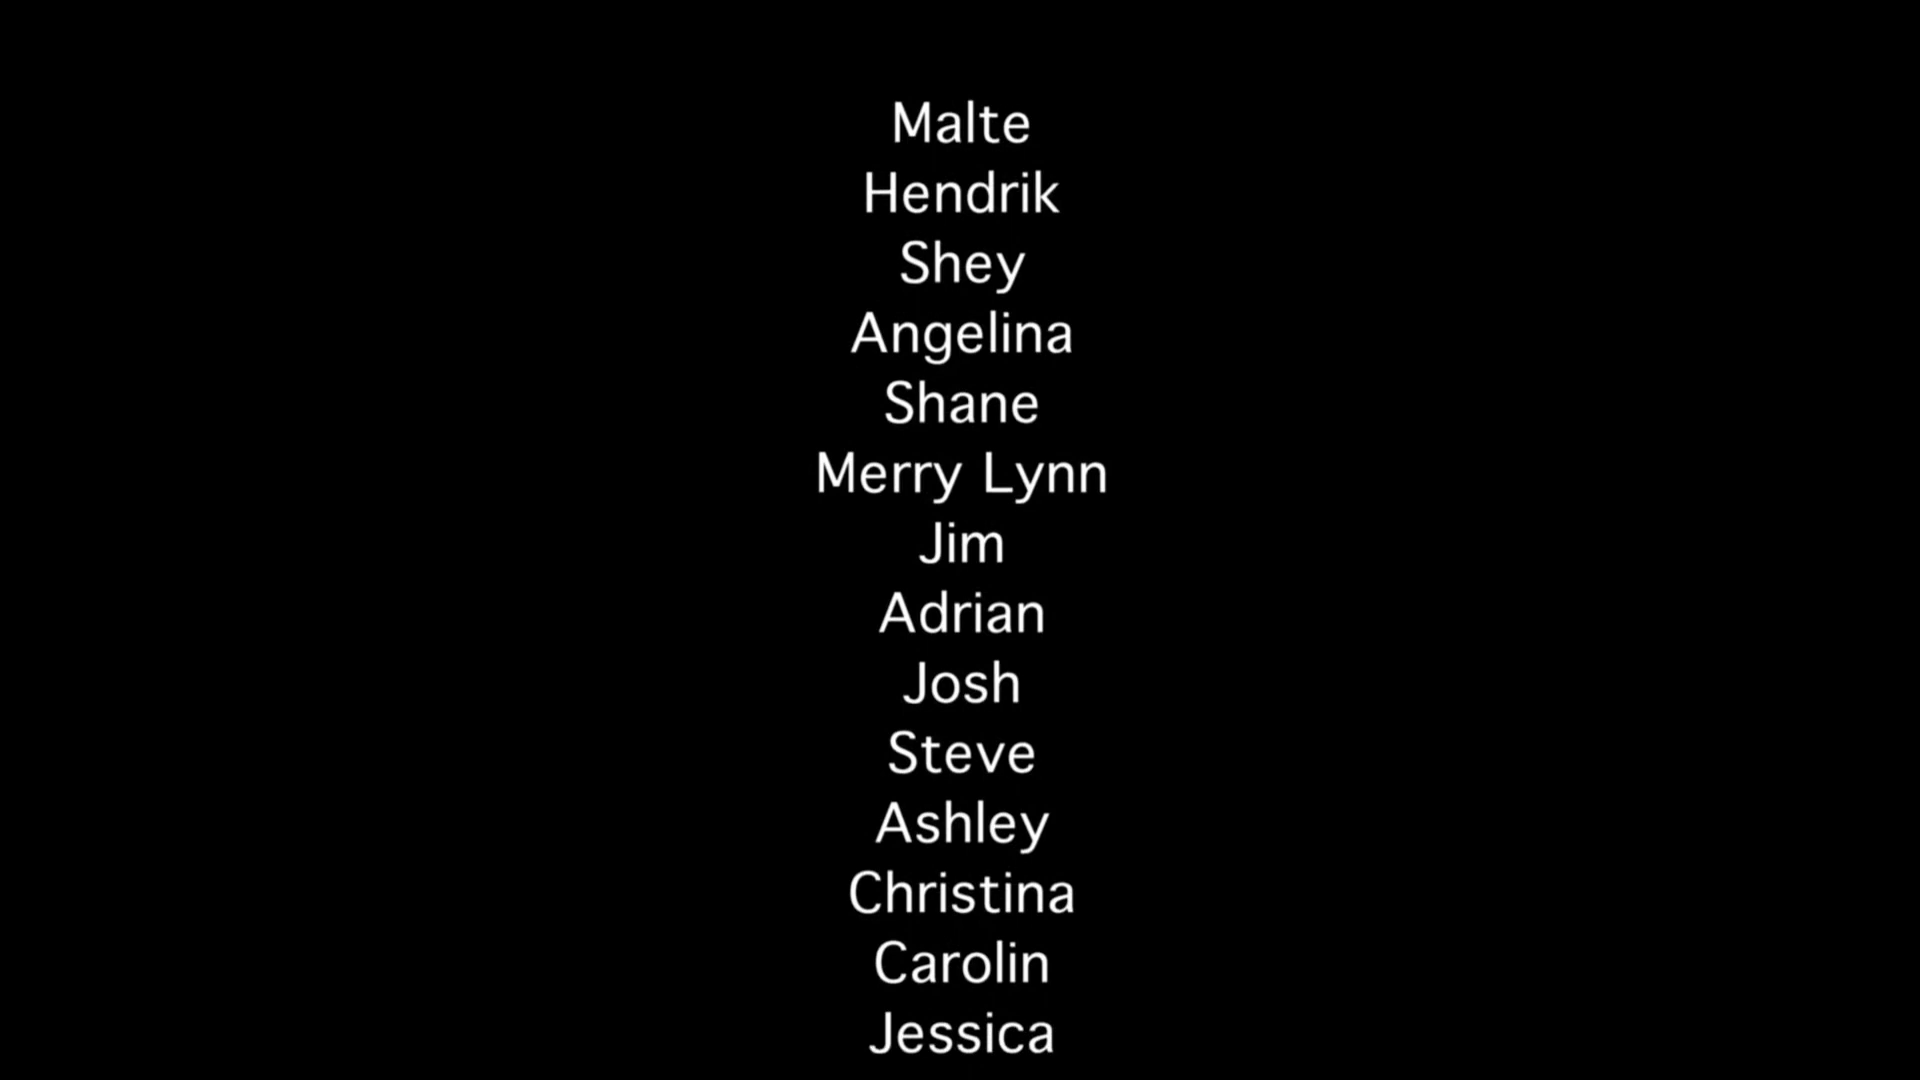 Malte
Hendrik
Shey
Angelina
Shane
Merry Lynn
Jim
Adrian
Josh
Steve
Ashley
Christina
Carolin
Jessica